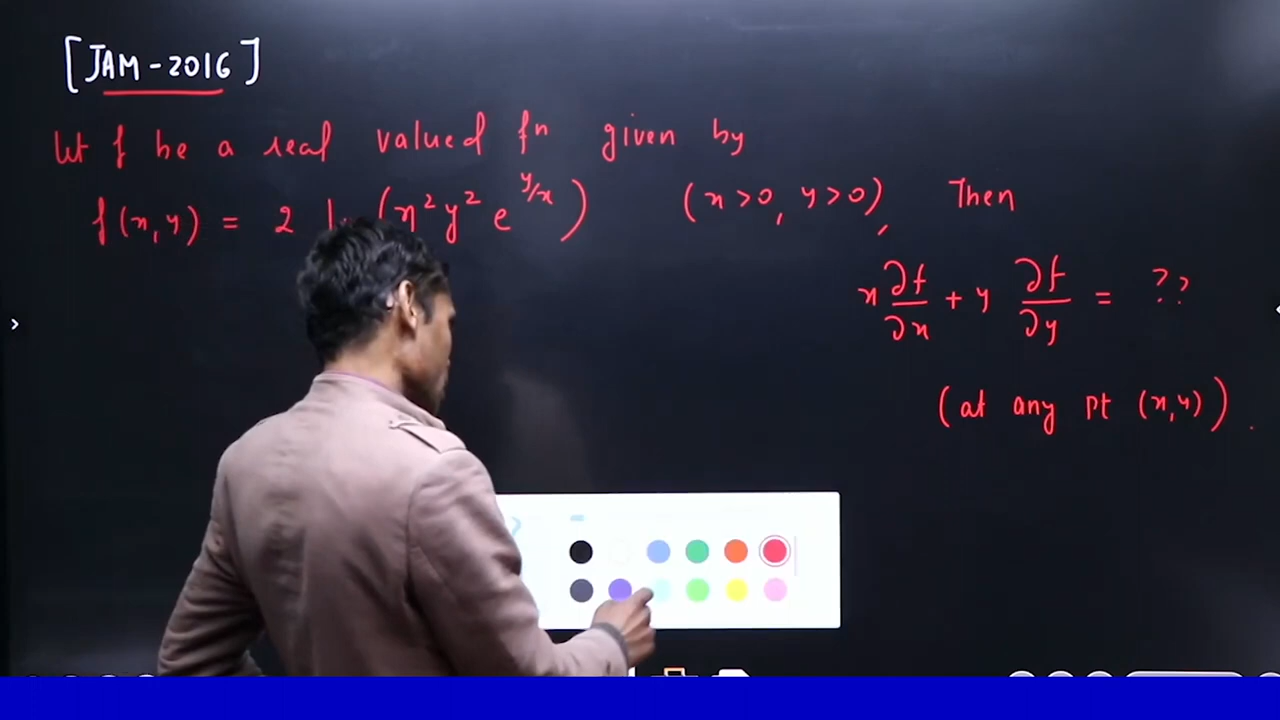 [JAM-2016]
Let f be a real valued fn given by
f(x,y) = 2 ln (x²y² e^{y/x}) (x>0, y>0), Then
x ∂f/∂x + y ∂f/∂y = ??
(at any pt (x,y)).